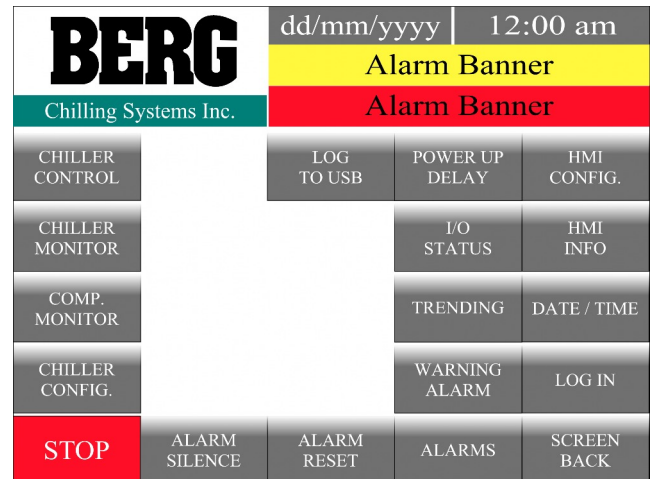 BERG
Chilling Systems Inc.
dd/mm/yyyy 12:00 am
Alarm Banner
Alarm Banner
CHILLER
CONTROL
LOG
TO USB
POWER UP
DELAY
HMI
CONFIG.
CHILLER
MONITOR
I/O
STATUS
HMI
INFO
COMP.
MONITOR
TRENDING
DATE / TIME
CHILLER
CONFIG.
WARNING
ALARM
LOG IN
STOP
ALARM
SILENCE
ALARM
RESET
ALARMS
SCREEN
BACK